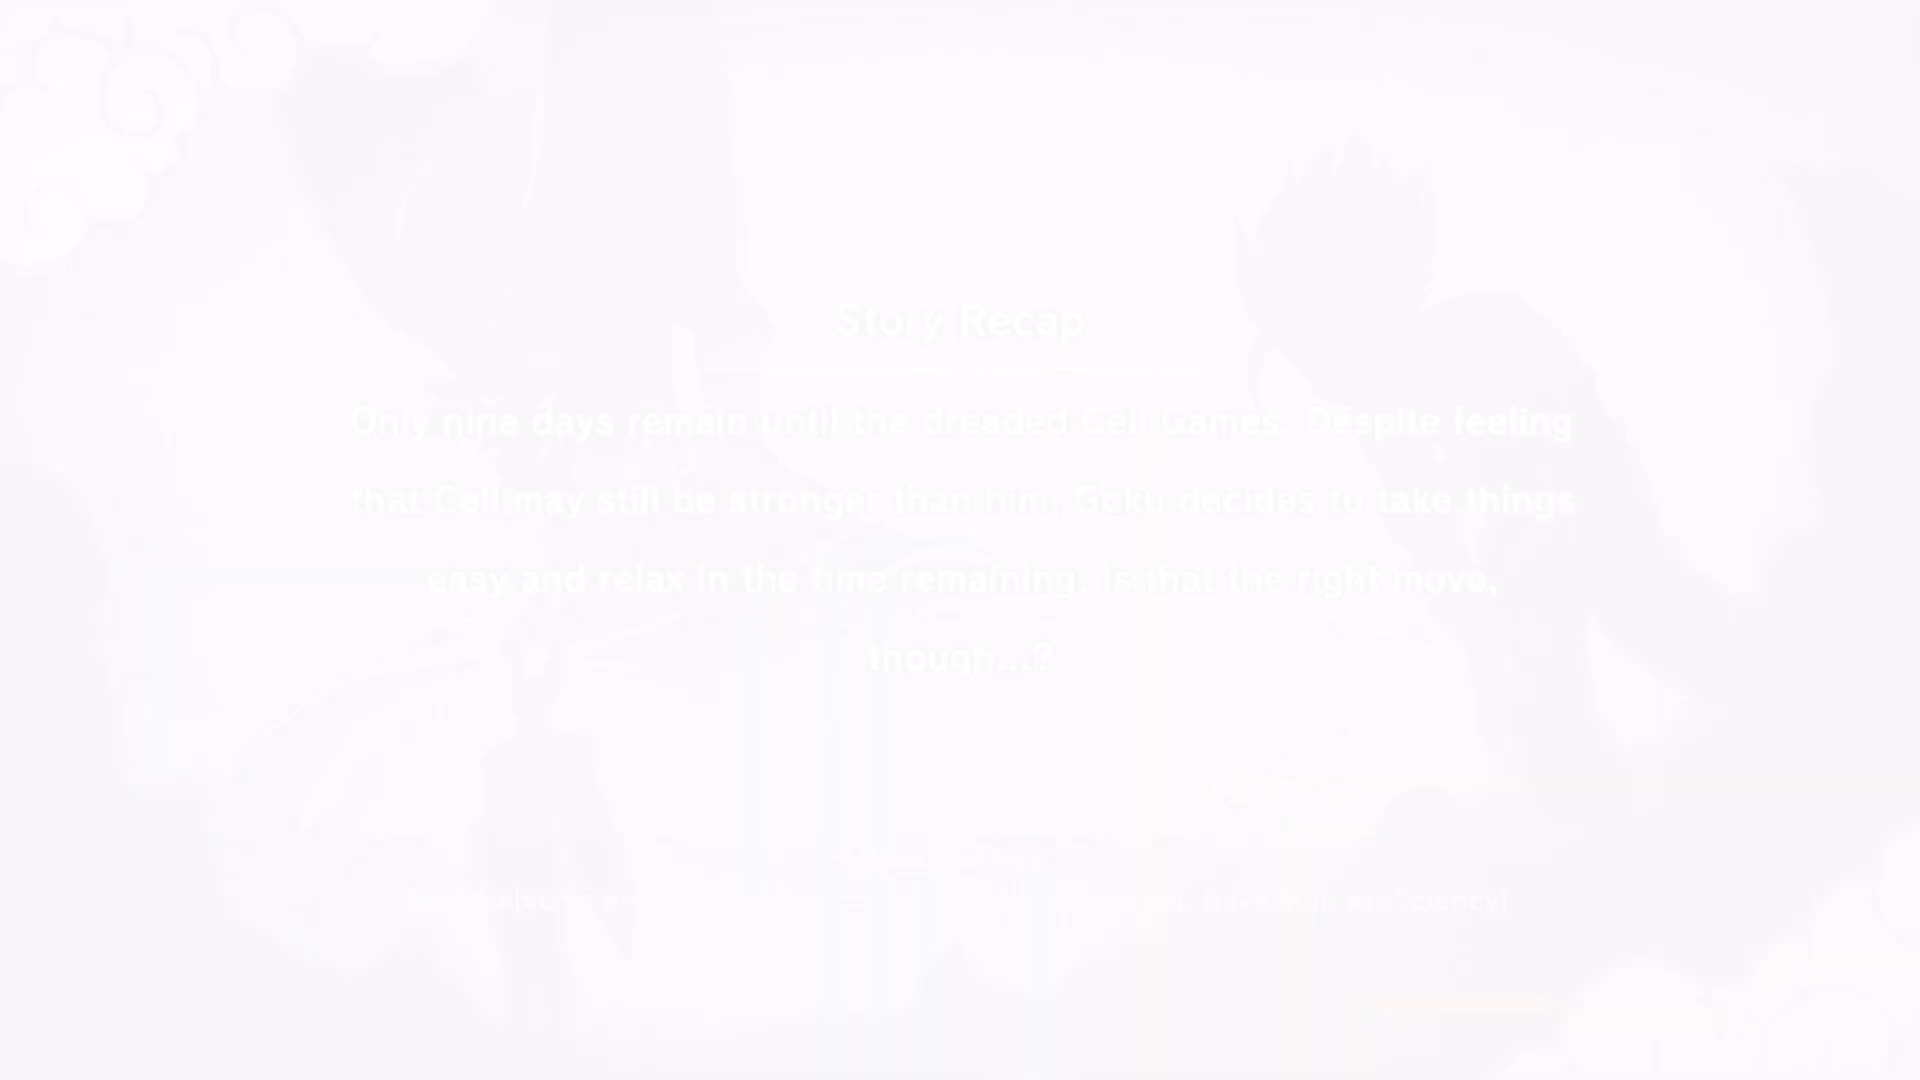 Story Recap
Only nine days remain until the dreaded Cell Games. Despite feeling
that Cell may still be stronger than him, Goku decides to take things
easy and relax in the time remaining. Is that the right move,
though...?